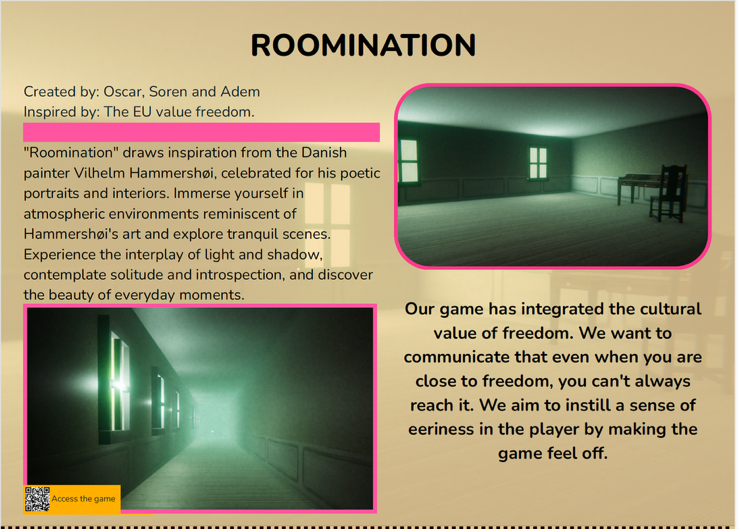 ROOMINATION
Created by: Oscar, Soren and Adem
Inspired by: The EU value freedom.
"Roomination" draws inspiration from the Danish
painter Vilhelm Hammershøi, celebrated for his poetic
portraits and interiors. Immerse yourself in
atmospheric environments reminiscent of
Hammershøi's art and explore tranquil scenes.
Experience the interplay of light and shadow,
contemplate solitude and introspection, and discover
the beauty of everyday moments.
Access the game
Our game has integrated the cultural
value of freedom. We want to
communicate that even when you are
close to freedom, you can't always
reach it. We aim to instill a sense of
eeriness in the player by making the
game feel off.